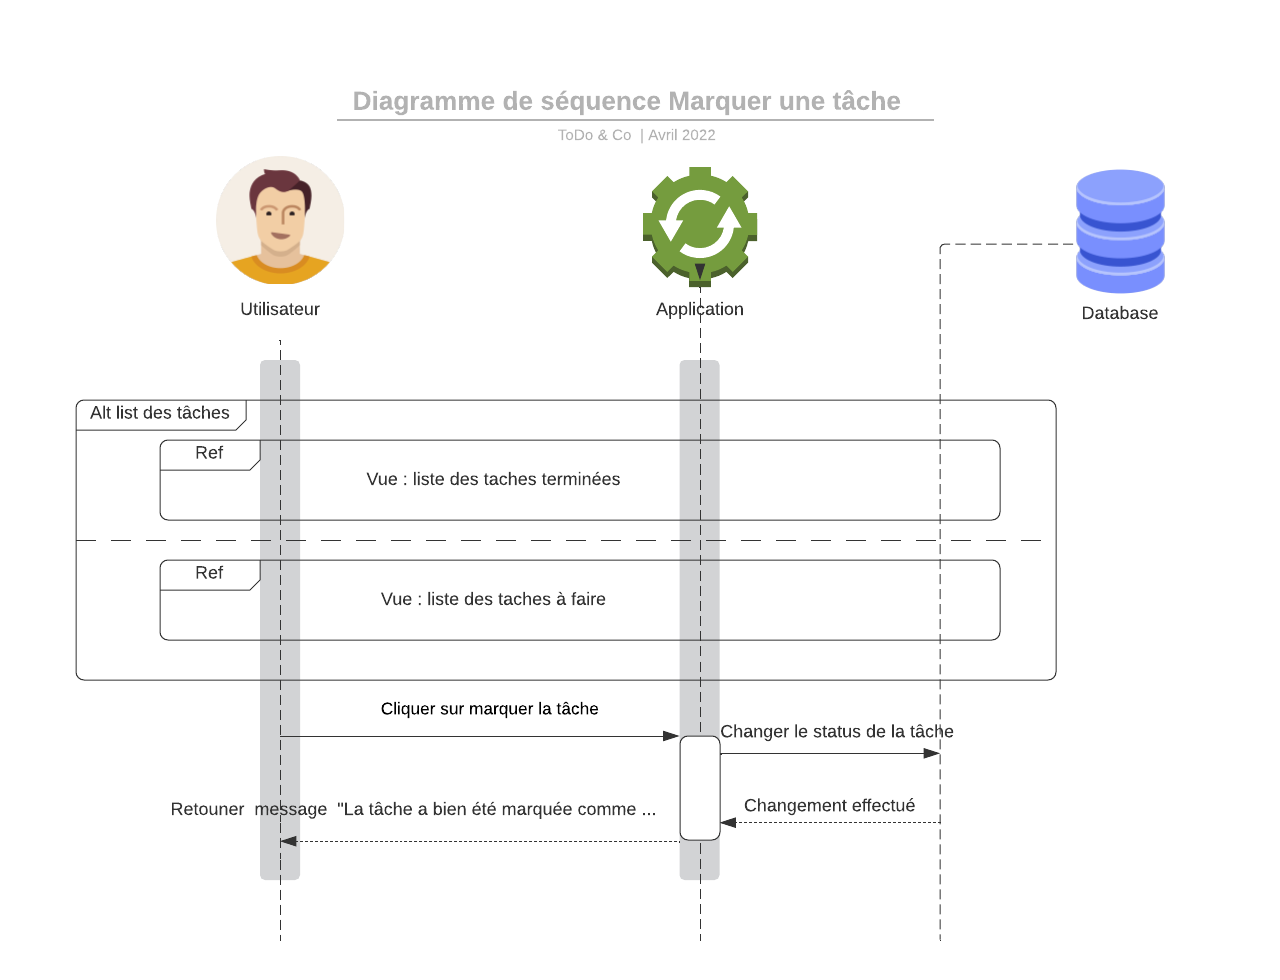 Diagramme de séquence Marquer une tâche
ToDo & Co | Avril 2022
Utilisateur
Application
Database
Alt list des tâches
Ref
Vue : liste des taches terminées
Ref
Vue : liste des taches à faire
Cliquer sur marquer la tâche
Changer le status de la tâche
Changement effectué
Retouner message "La tâche a bien été marquée comme ...